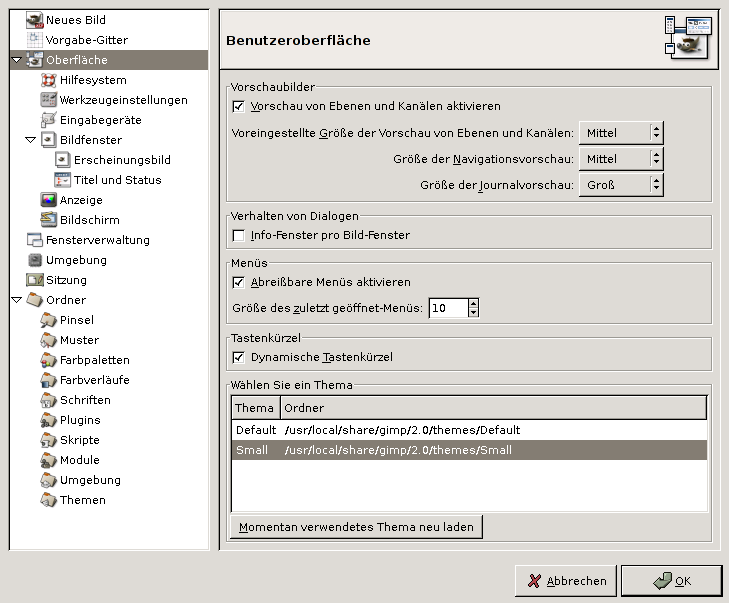 Neues Bild
Vorgabe-Gitter
Oberfläche
Hilfesystem
Werkzeugeinstellungen
Eingabegeräte
Bildfenster
Erscheinungsbild
Titel und Status
Anzeige
Bildschirm
Fensterverwaltung
Umgebung
Sitzung
Ordner
Pinsel
Muster
Farbpaletten
Farbverläufe
Schriften
Plugins
Skripte
Module
Umgebung
Themen
Benutzeroberfläche
Vorschaubilder
Vorschau von Ebenen und Kanälen aktivieren
Voreingestellte Größe der Vorschau von Ebenen und Kanälen: Mittel
Größe der Navigationsvorschau: Mittel
Größe der Journalvorschau: Groß
Verhalten von Dialogen
Info-Fenster pro Bild-Fenster
Menüs
Abreißbare Menüs aktivieren
Größe des zuletzt geöffnet-Menüs: 10
Tastenkürzel
Dynamische Tastenkürzel
Wählen Sie ein Thema
Thema Ordner
Default /usr/local/share/gimp/2.0/themes/Default
Small /usr/local/share/gimp/2.0/themes/Small
Momentan verwendetes Thema neu laden
Abbrechen OK